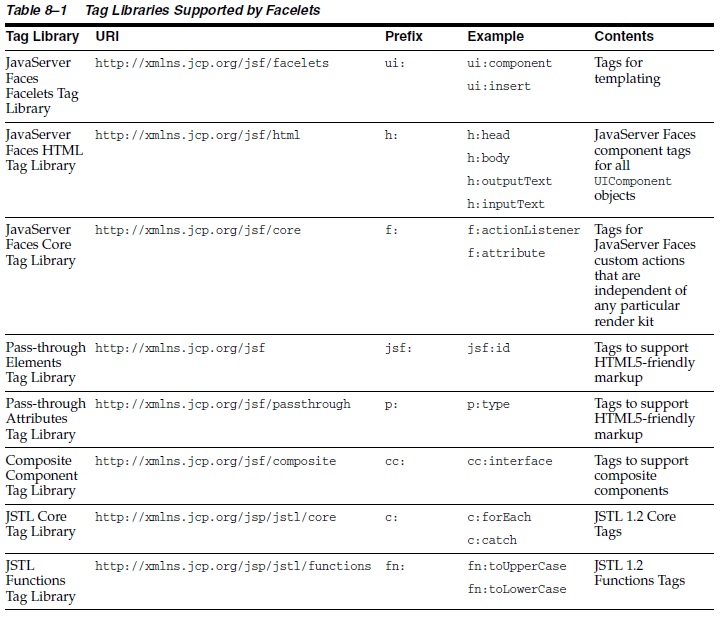 Table 8–1 Tag Libraries Supported by Facelets
Tag Library URI Prefix Example Contents
JavaServer http://xmlns.jcp.org/jsf/facelets ui: ui:component Tags for
Faces templating
Facelets Tag ui:insert
Library
JavaServer http://xmlns.jcp.org/jsf/html h: h:head JavaServer Faces
Faces HTML component tags
Tag Library h:body for all
h:outputText UIComponent
h:inputText objects
JavaServer http://xmlns.jcp.org/jsf/core f: f:actionListener Tags for
Faces Core JavaServer Faces
Tag Library f:attribute custom actions
that are
independent of
any particular
render kit
Pass-through http://xmlns.jcp.org/jsf jsf: jsf:id Tags to support
Elements HTML5-friendly
Tag Library markup
Pass-through http://xmlns.jcp.org/jsf/passthrough p: p:type Tags to support
Attributes HTML5-friendly
Tag Library markup
Composite http://xmlns.jcp.org/jsf/composite cc: cc:interface Tags to support
Component composite
Tag Library components
JSTL Core http://xmlns.jcp.org/jsp/jstl/core c: c:forEach JSTL 1.2 Core
Tag Library Tags
c:catch
JSTL http://xmlns.jcp.org/jsp/jstl/functions fn: fn:toUpperCase JSTL 1.2
Functions Functions Tags
Tag Library fn:toLowerCase